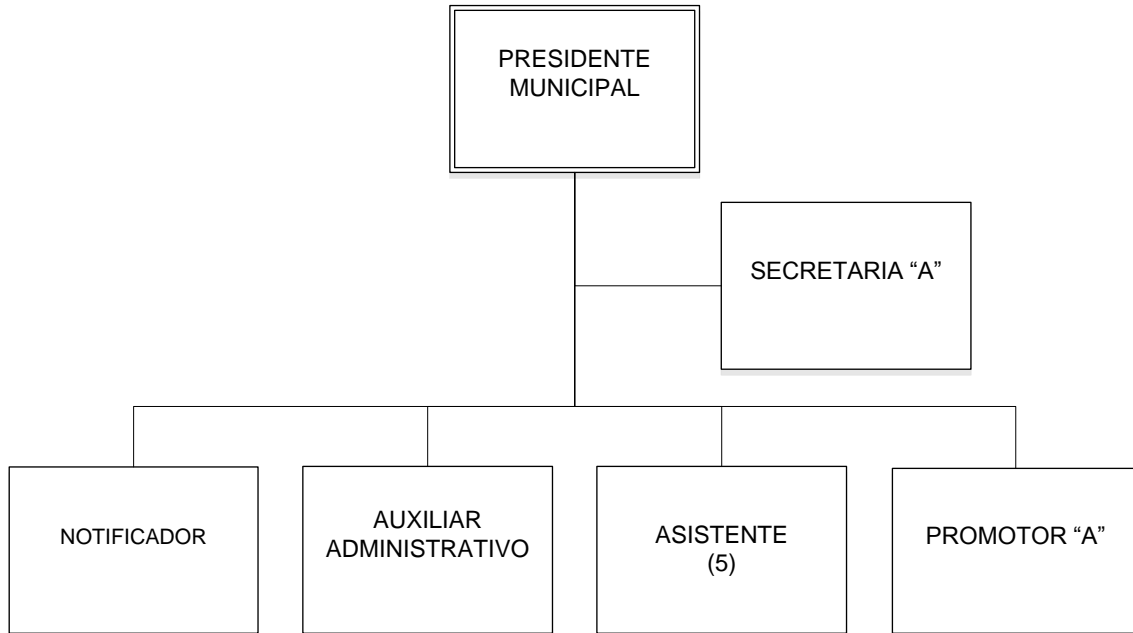 PRESIDENTE
MUNICIPAL
SECRETARIA “A”
NOTIFICADOR
AUXILIAR
ADMINISTRATIVO
ASISTENTE
(5)
PROMOTOR “A”